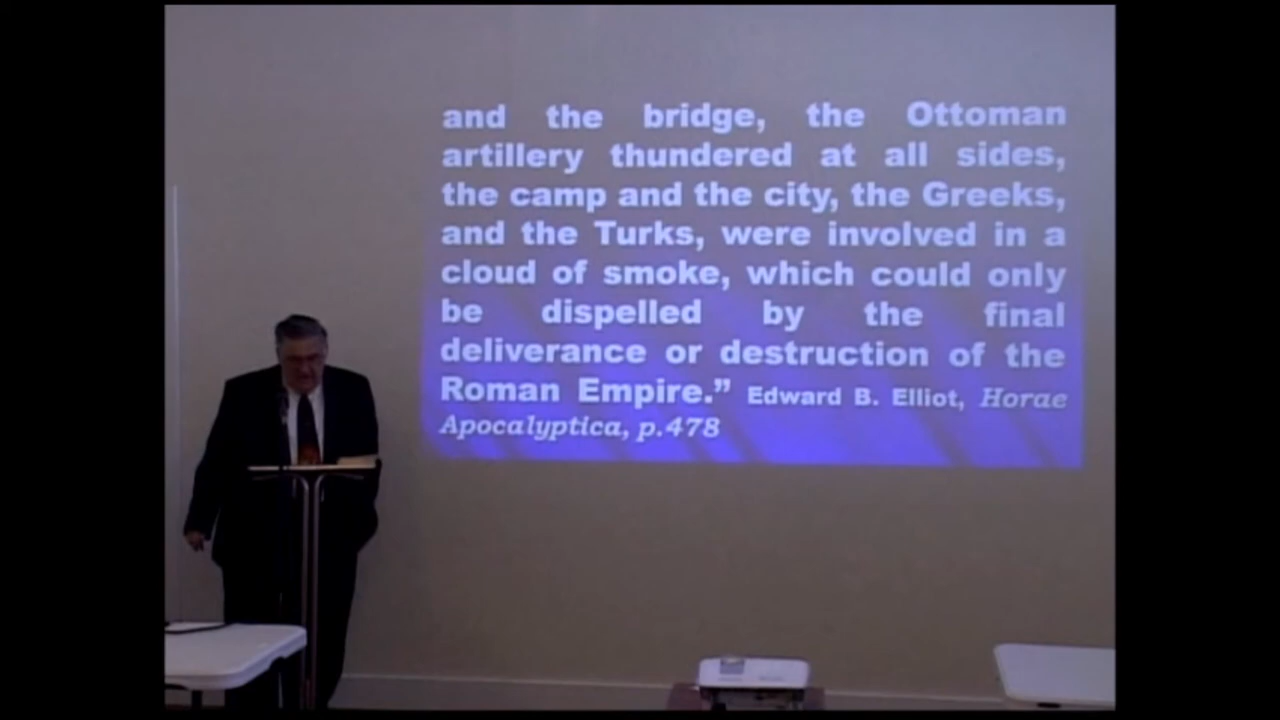 and the bridge, the Ottoman
artillery thundered at all sides,
the camp and the city, the Greeks,
and the Turks, were involved in a
cloud of smoke, which could only
be dispelled by the final
deliverance or destruction of the
Roman Empire.” Edward B. Elliot, Horae
Apocalyptica, p.478